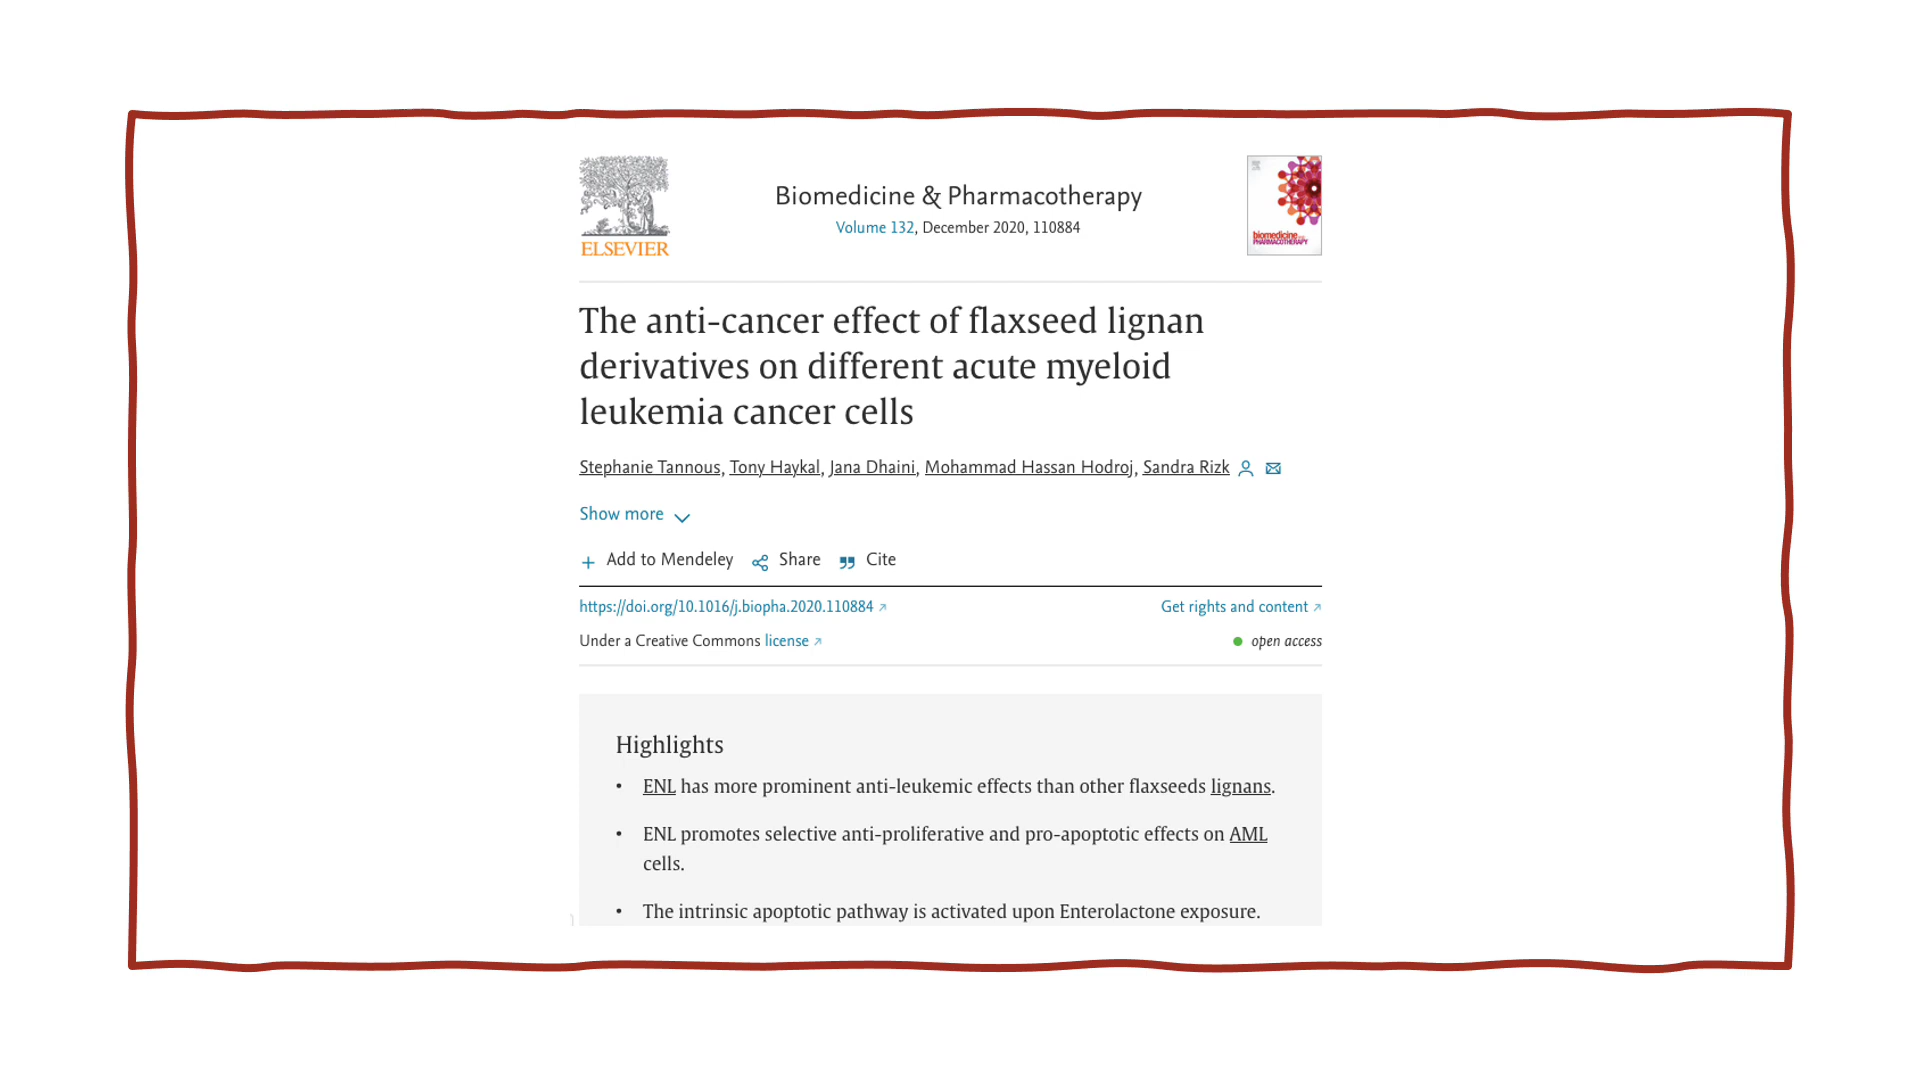 ELSEVIER
Biomedicine & Pharmacotherapy
Volume 132, December 2020, 110884
biomedicine
PHARMACOTHERAPY
The anti-cancer effect of flaxseed lignan
derivatives on different acute myeloid
leukemia cancer cells
Stephanie Tannous, Tony Haykal, Jana Dhaini, Mohammad Hassan Hodroj, Sandra Rizk
Show more
Add to Mendeley Share Cite
https://doi.org/10.1016/j.biopha.2020.110884 Get rights and content
Under a Creative Commons license open access
Highlights
• ENL has more prominent anti-leukemic effects than other flaxseeds lignans.
• ENL promotes selective anti-proliferative and pro-apoptotic effects on AML
cells.
• The intrinsic apoptotic pathway is activated upon Enterolactone exposure.